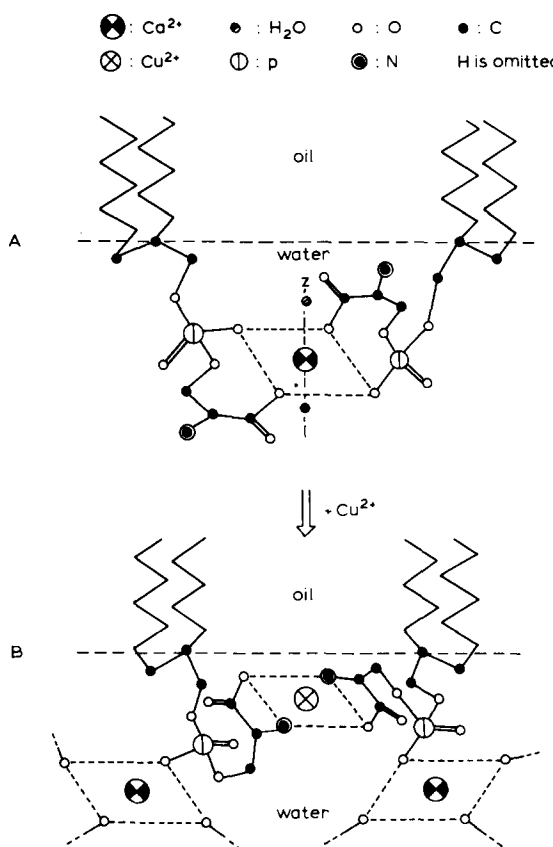 : Ca²⁺ : H₂O : O : C
: Cu²⁺ : p : N H is omitted
oil
A
water
z
+ Cu²⁺
oil
B
water